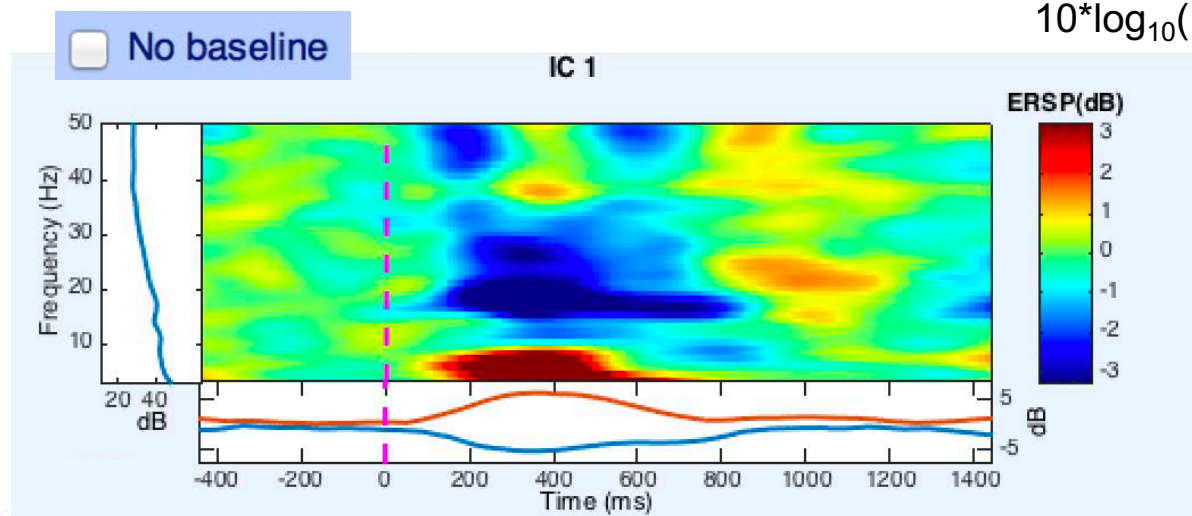 10*log₁₀(
No baseline
IC 1
ERSP(dB)
50
40
30
20
10
Frequency (Hz)
3
2
1
0
-1
-2
-3
20 40
dB
5
-5
dB
-400 -200 0 200 400 600 800 1000 1200 1400
Time (ms)